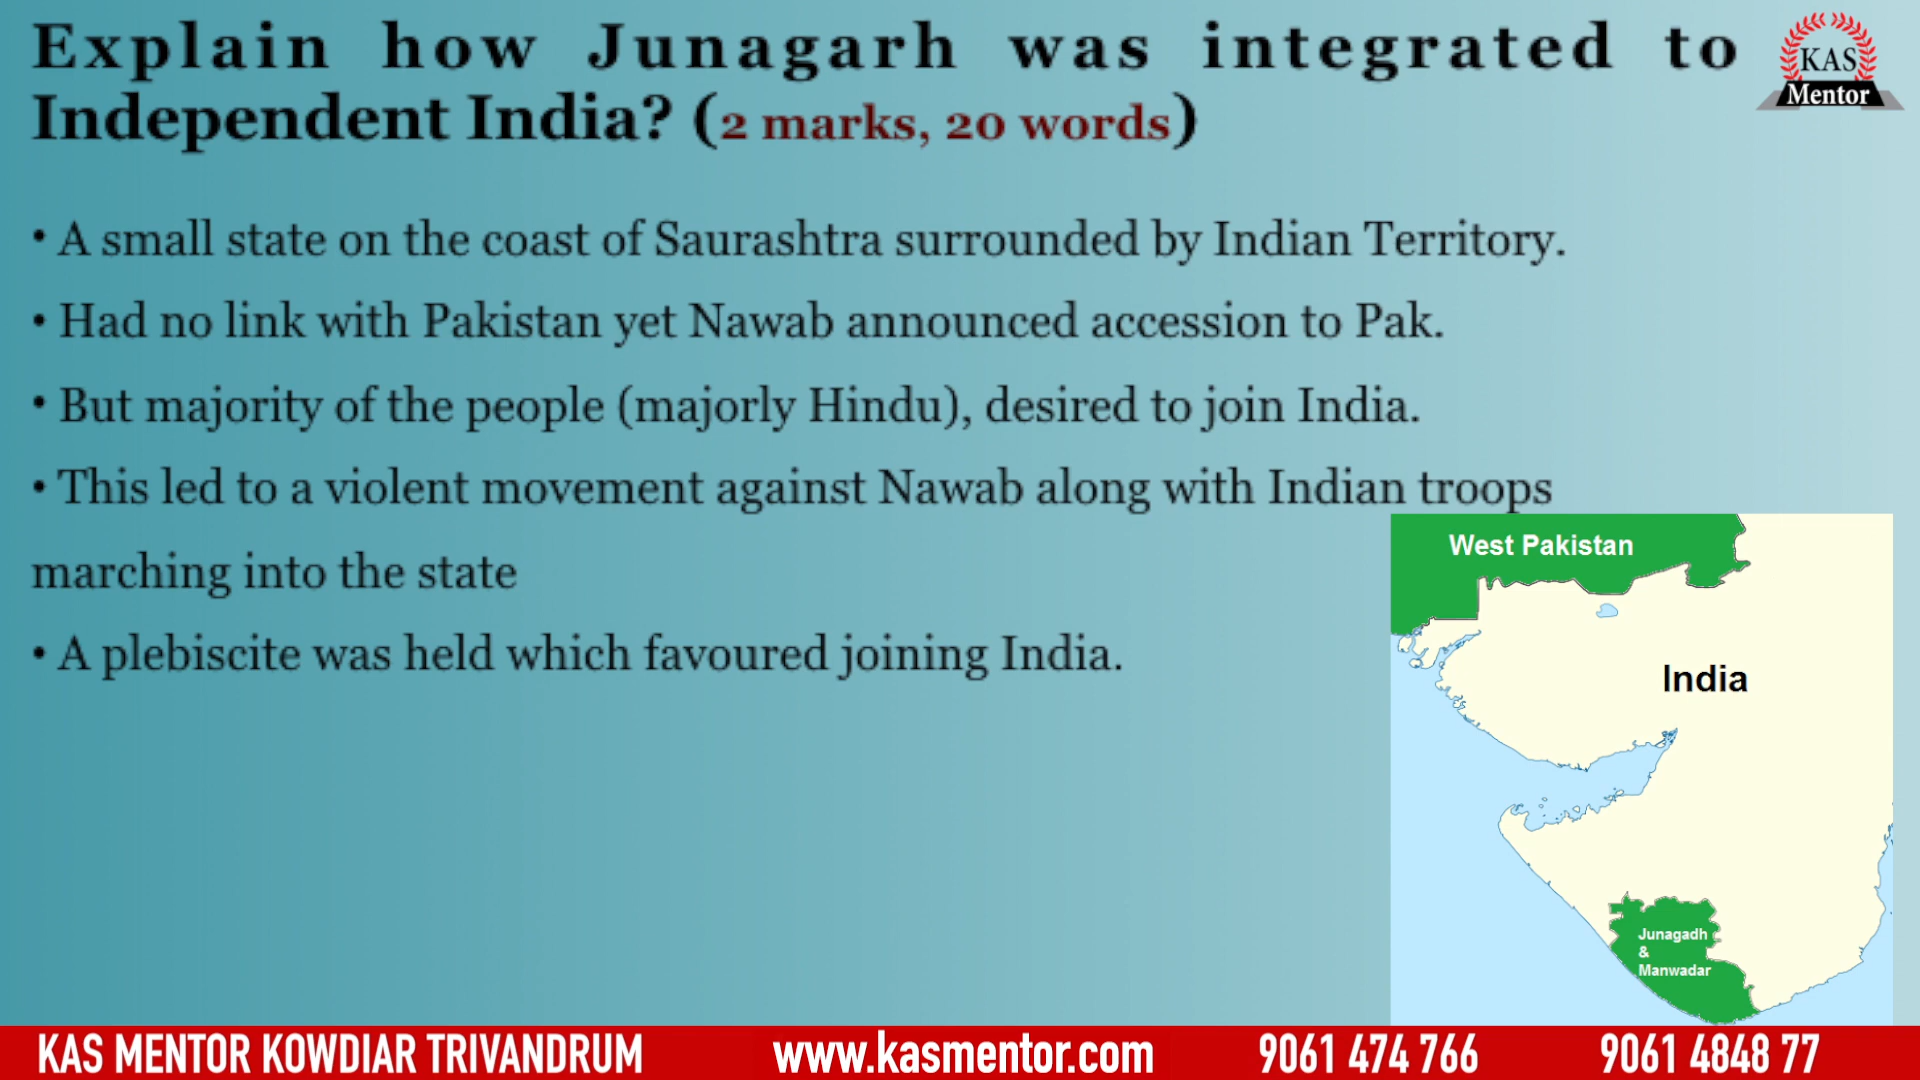 Explain how Junagarh was integrated to
Independent India? (2 marks, 20 words)
KAS
Mentor
• A small state on the coast of Saurashtra surrounded by Indian Territory.
• Had no link with Pakistan yet Nawab announced accession to Pak.
• But majority of the people (majorly Hindu), desired to join India.
• This led to a violent movement against Nawab along with Indian troops
marching into the state
• A plebiscite was held which favoured joining India.
West Pakistan
India
Junagadh
&
Manwadar
KAS MENTOR KOWDIAR TRIVANDRUM www.kasmentor.com 9061 474 766 9061 4848 77